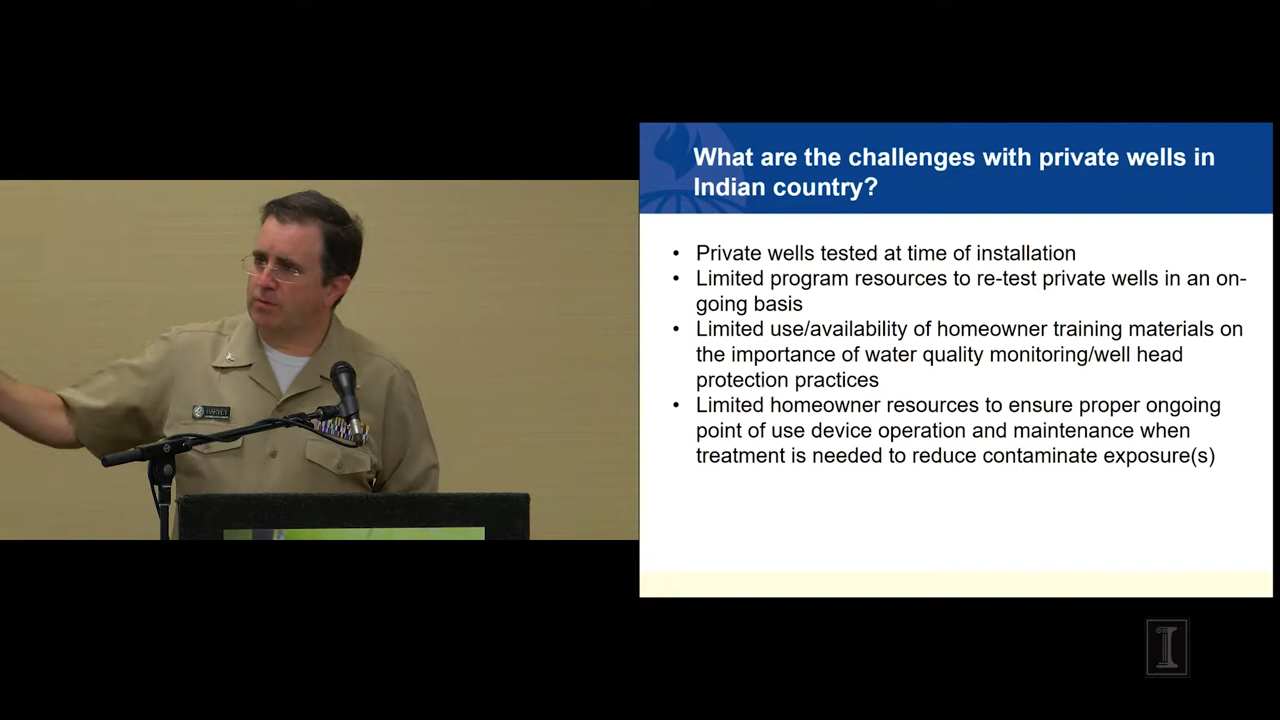 What are the challenges with private wells in
Indian country?
• Private wells tested at time of installation
• Limited program resources to re-test private wells in an on-
going basis
• Limited use/availability of homeowner training materials on
the importance of water quality monitoring/well head
protection practices
• Limited homeowner resources to ensure proper ongoing
point of use device operation and maintenance when
treatment is needed to reduce contaminate exposure(s)
HARVEY
I